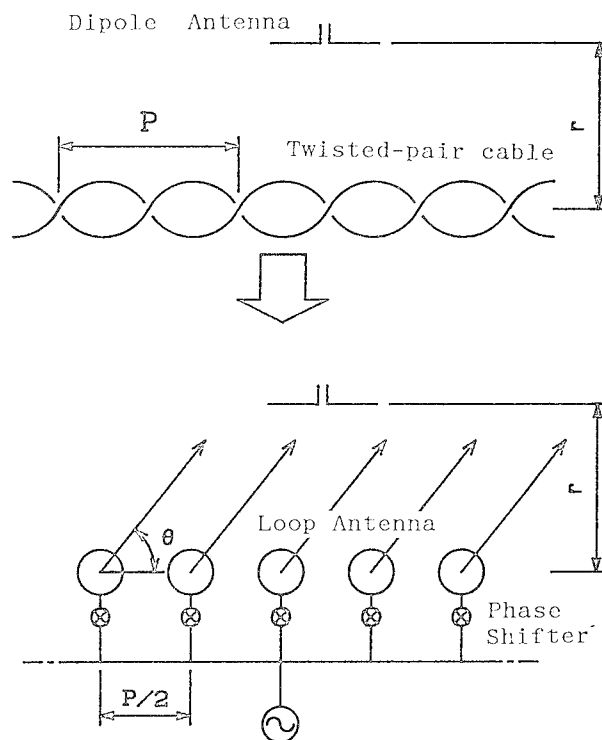 Dipole Antenna
P
r
Twisted-pair cable
r
Loop Antenna
θ
Phase
Shifter
P/2